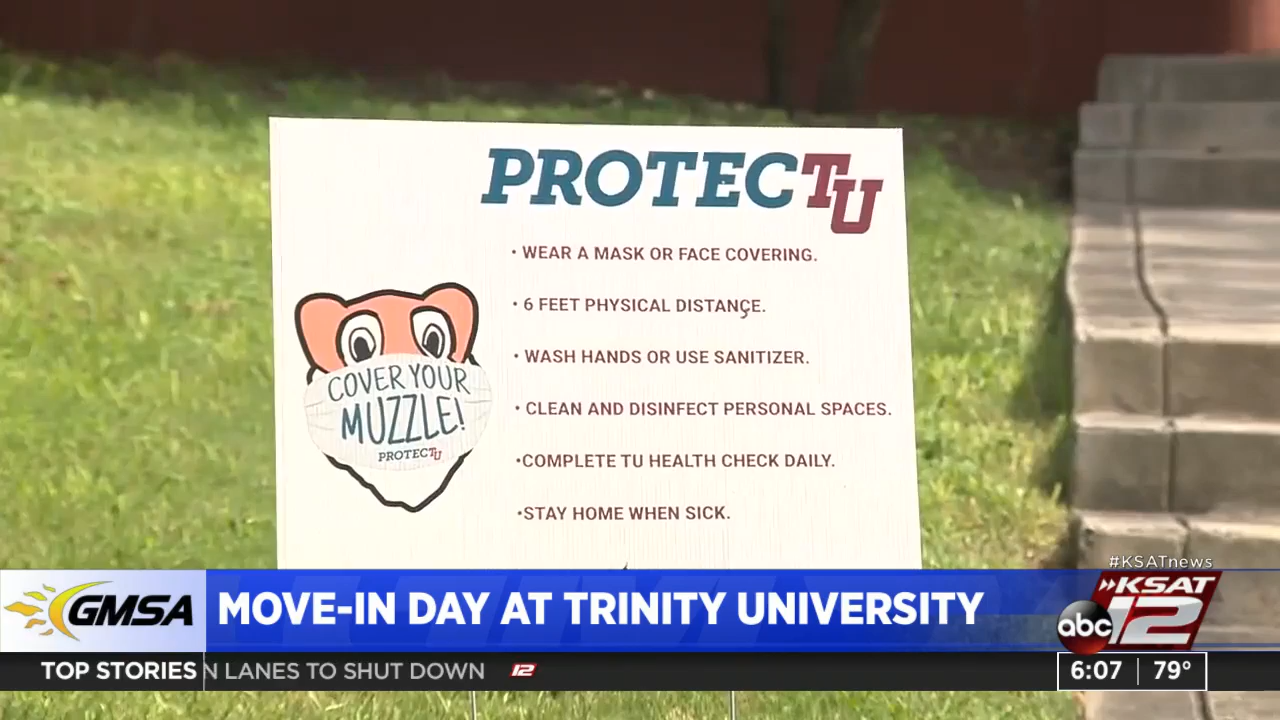 PROTECTU
• WEAR A MASK OR FACE COVERING.
• 6 FEET PHYSICAL DISTANCE.
• WASH HANDS OR USE SANITIZER.
• CLEAN AND DISINFECT PERSONAL SPACES.
•COMPLETE TU HEALTH CHECK DAILY.
•STAY HOME WHEN SICK.
COVER YOUR
MUZZLE!
PROTECTU
#KSATnews
GMSA
MOVE-IN DAY AT TRINITY UNIVERSITY
abc
KSAT
12
TOP STORIES
N LANES TO SHUT DOWN
12
6:07
79°